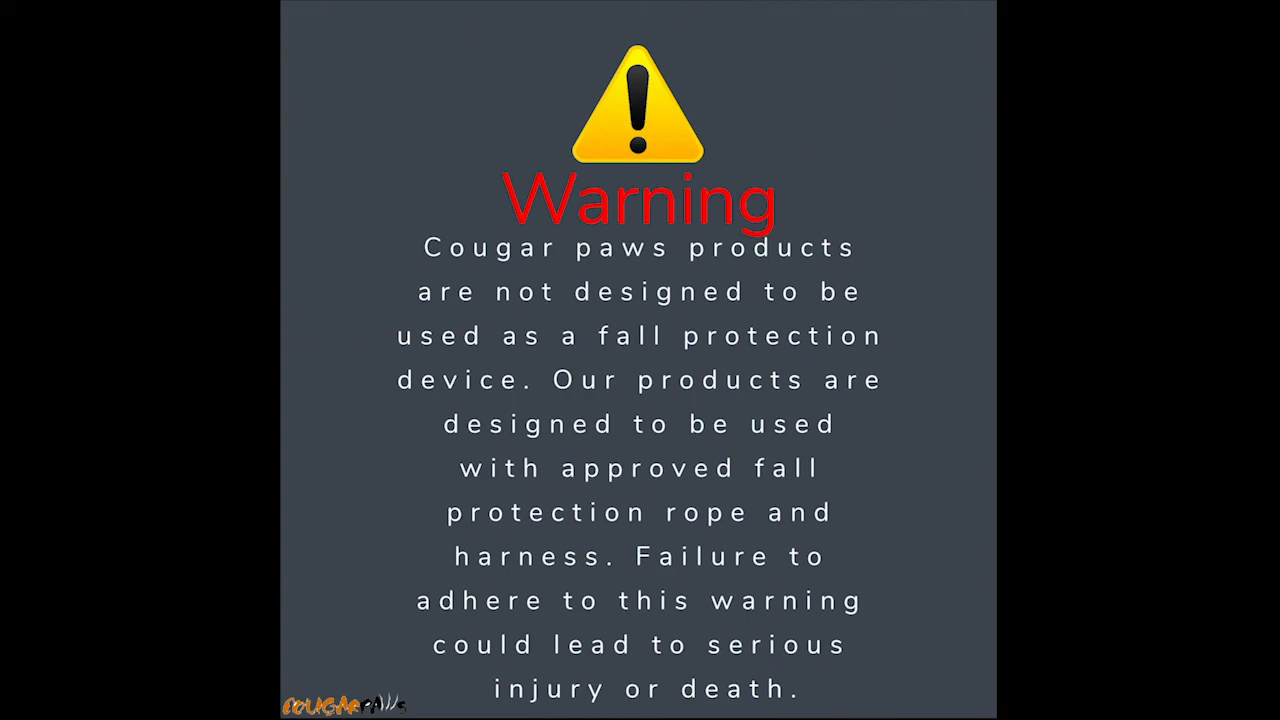 Warning
Cougar paws products
are not designed to be
used as a fall protection
device. Our products are
designed to be used
with approved fall
protection rope and
harness. Failure to
adhere to this warning
could lead to serious
injury or death.
COUGARPAWS